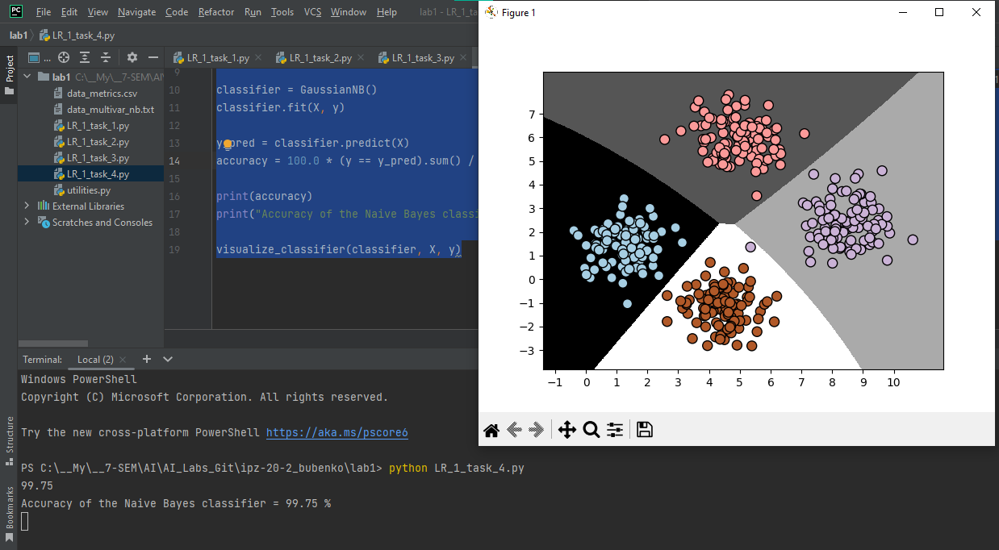 PC File Edit View Navigate Code Refactor Run Tools VCS Window Help lab1 - LR_1_ta
lab1 LR_1_task_4.py
Project
...
LR_1_task_1.py LR_1_task_2.py LR_1_task_3.py
lab1 C:\__My\__7-SEM\AI\
data_metrics.csv
data_multivar_nb.txt
LR_1_task_1.py
LR_1_task_2.py
LR_1_task_3.py
LR_1_task_4.py
utilities.py
External Libraries
Scratches and Consoles
9
10 classifier = GaussianNB()
11 classifier.fit(X, y)
12
13 y_pred = classifier.predict(X)
14 accuracy = 100.0 * (y == y_pred).sum() /
15
16 print(accuracy)
17 print("Accuracy of the Naive Bayes classi
18
19 visualize_classifier(classifier, X, y)
Figure 1
7
6
5
4
3
2
1
0
−1
−2
−3
−1 0 1 2 3 4 5 6 7 8 9 10
Terminal: Local (2)
Windows PowerShell
Copyright (C) Microsoft Corporation. All rights reserved.
Try the new cross-platform PowerShell https://aka.ms/pscore6
PS C:\__My\__7-SEM\AI\AI_Labs_Git\ipz-20-2_bubenko\lab1> python LR_1_task_4.py
99.75
Accuracy of the Naive Bayes classifier = 99.75 %
Structure
Bookmarks